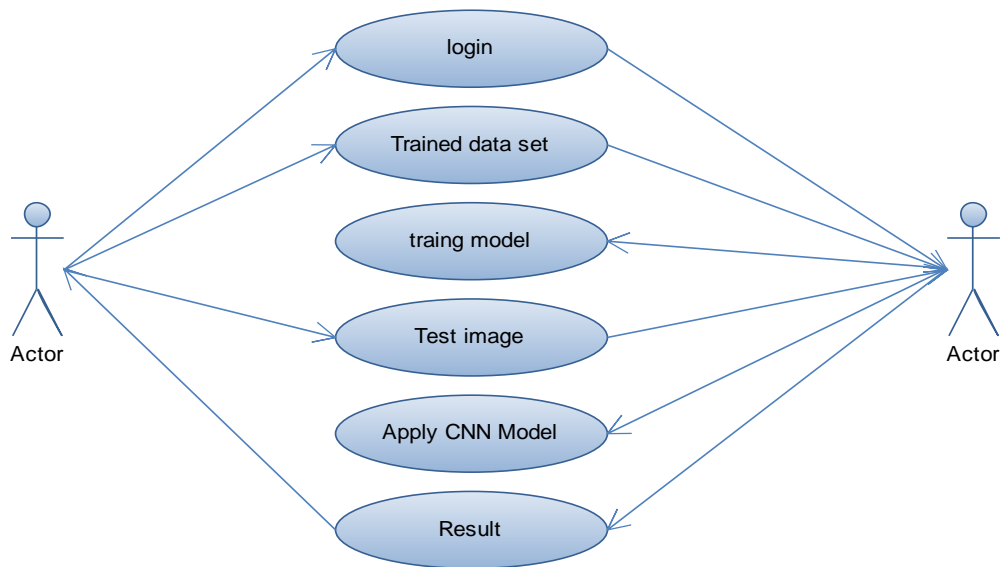 login
Trained data set
traing model
Test image
Actor
Actor
Apply CNN Model
Result